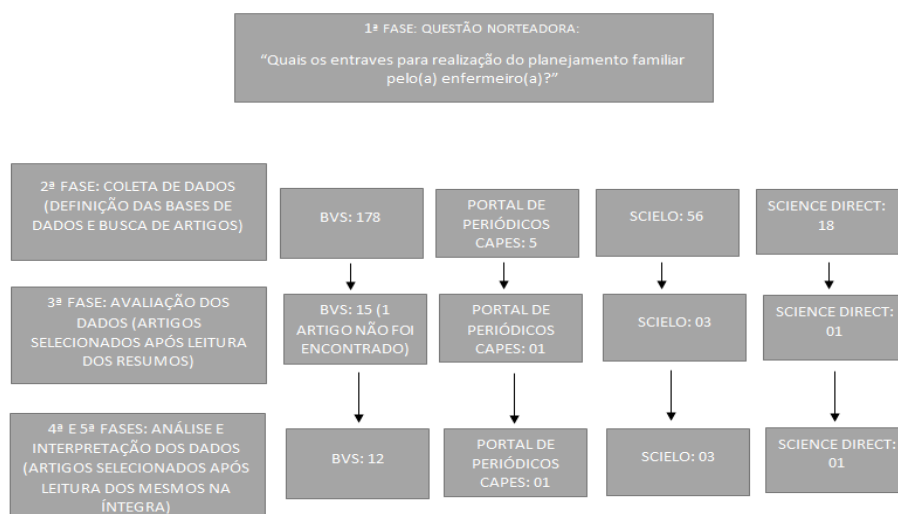 1ª FASE: QUESTÃO NORTEADORA:
“Quais os entraves para realização do planejamento familiar
pelo(a) enfermeiro(a)?”
2ª FASE: COLETA DE DADOS
(DEFINIÇÃO DAS BASES DE
DADOS E BUSCA DE ARTIGOS)
BVS: 178
PORTAL DE
PERIÓDICOS
CAPES: 5
SCIELO: 56
SCIENCE DIRECT:
18
3ª FASE: AVALIAÇÃO DOS
DADOS (ARTIGOS
SELECIONADOS APÓS LEITURA
DOS RESUMOS)
BVS: 15 (1
ARTIGO NÃO FOI
ENCONTRADO)
PORTAL DE
PERIÓDICOS
CAPES: 01
SCIELO: 03
SCIENCE DIRECT:
01
4ª E 5ª FASES: ANÁLISE E
INTERPRETAÇÃO DOS DADOS
(ARTIGOS SELECIONADOS APÓS
LEITURA DOS MESMOS NA
ÍNTEGRA)
BVS: 12
PORTAL DE
PERIÓDICOS
CAPES: 01
SCIELO: 03
SCIENCE DIRECT:
01